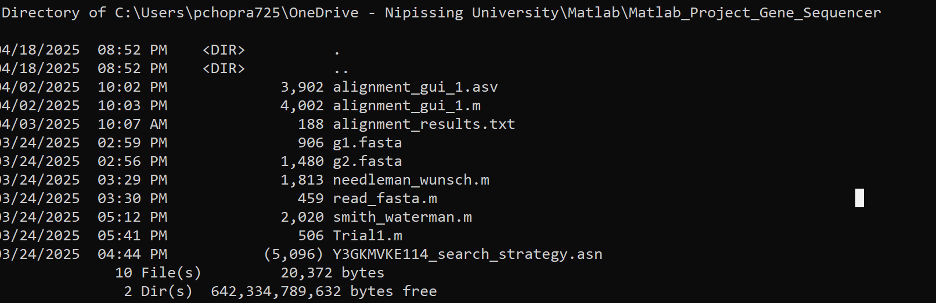 Directory of C:\Users\pchopra725\OneDrive - Nipissing University\Matlab\Matlab_Project_Gene_Sequencer
04/18/2025  08:52 PM    <DIR>          .
04/18/2025  08:52 PM    <DIR>          ..
04/02/2025  10:02 PM             3,902 alignment_gui_1.asv
04/02/2025  10:03 PM             4,002 alignment_gui_1.m
04/03/2025  10:07 AM               188 alignment_results.txt
03/24/2025  02:59 PM               906 g1.fasta
03/24/2025  02:56 PM             1,480 g2.fasta
03/24/2025  03:29 PM             1,813 needleman_wunsch.m
03/24/2025  03:30 PM               459 read_fasta.m
03/24/2025  05:12 PM             2,020 smith_waterman.m
03/24/2025  05:41 PM               506 Trial1.m
03/24/2025  04:44 PM           (5,096) Y3GKMVKE114_search_strategy.asn
10 File(s)         20,372 bytes
2 Dir(s)  642,334,789,632 bytes free